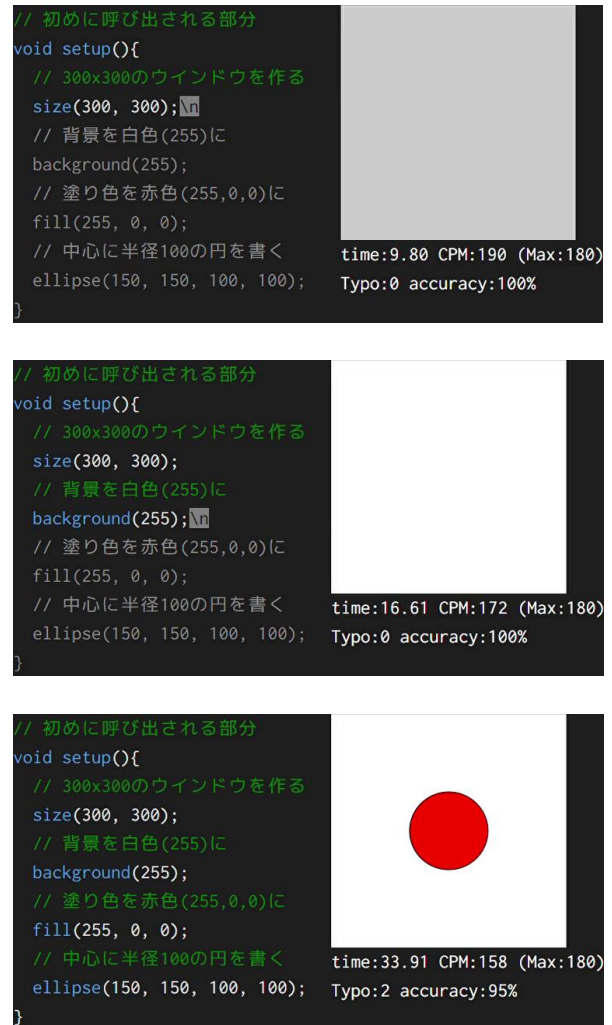 // 初めに呼び出される部分
void setup(){
// 300x300のウインドウを作る
size(300, 300);\n
// 背景を白色(255)に
background(255);
// 塗り色を赤色(255,0,0)に
fill(255, 0, 0);
// 中心に半径100の円を書く
ellipse(150, 150, 100, 100);
}
time:9.80 CPM:190 (Max:180)
Typo:0 accuracy:100%
// 初めに呼び出される部分
void setup(){
// 300x300のウインドウを作る
size(300, 300);
// 背景を白色(255)に
background(255);\n
// 塗り色を赤色(255,0,0)に
fill(255, 0, 0);
// 中心に半径100の円を書く
ellipse(150, 150, 100, 100);
}
time:16.61 CPM:172 (Max:180)
Typo:0 accuracy:100%
// 初めに呼び出される部分
void setup(){
// 300x300のウインドウを作る
size(300, 300);
// 背景を白色(255)に
background(255);
// 塗り色を赤色(255,0,0)に
fill(255, 0, 0);
// 中心に半径100の円を書く
ellipse(150, 150, 100, 100);
}
time:33.91 CPM:158 (Max:180)
Typo:2 accuracy:95%